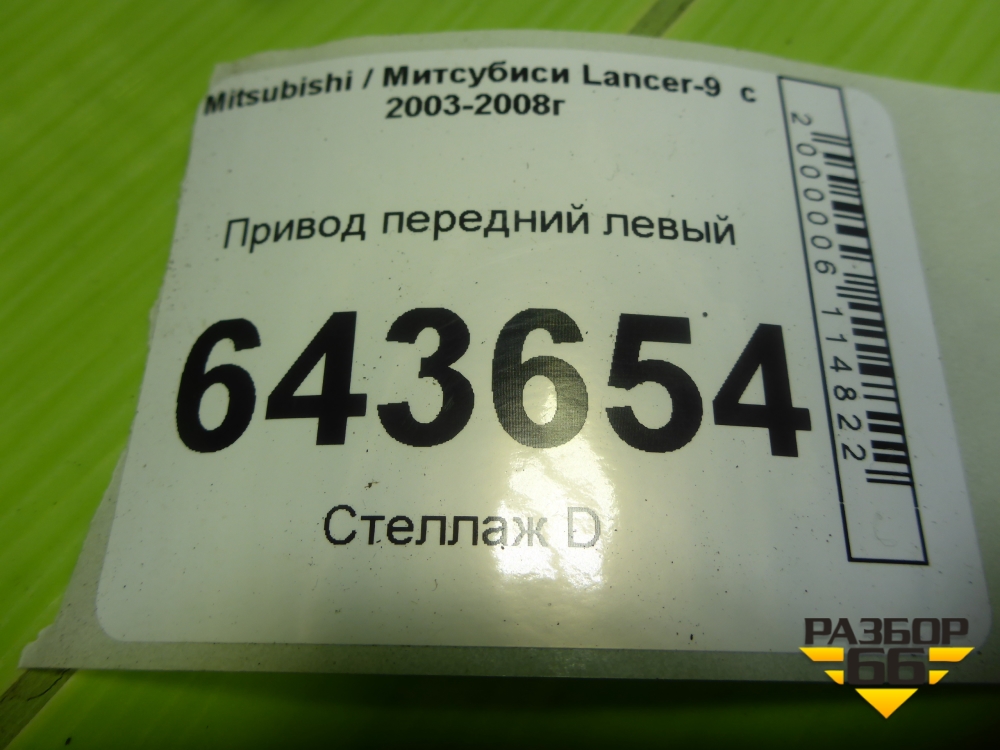 Mitsubishi / Митсубиси Lancer-9 с
2003-2008г
Привод передний левый
643654
Стеллаж D
2000006114822
РАЗБОР
66